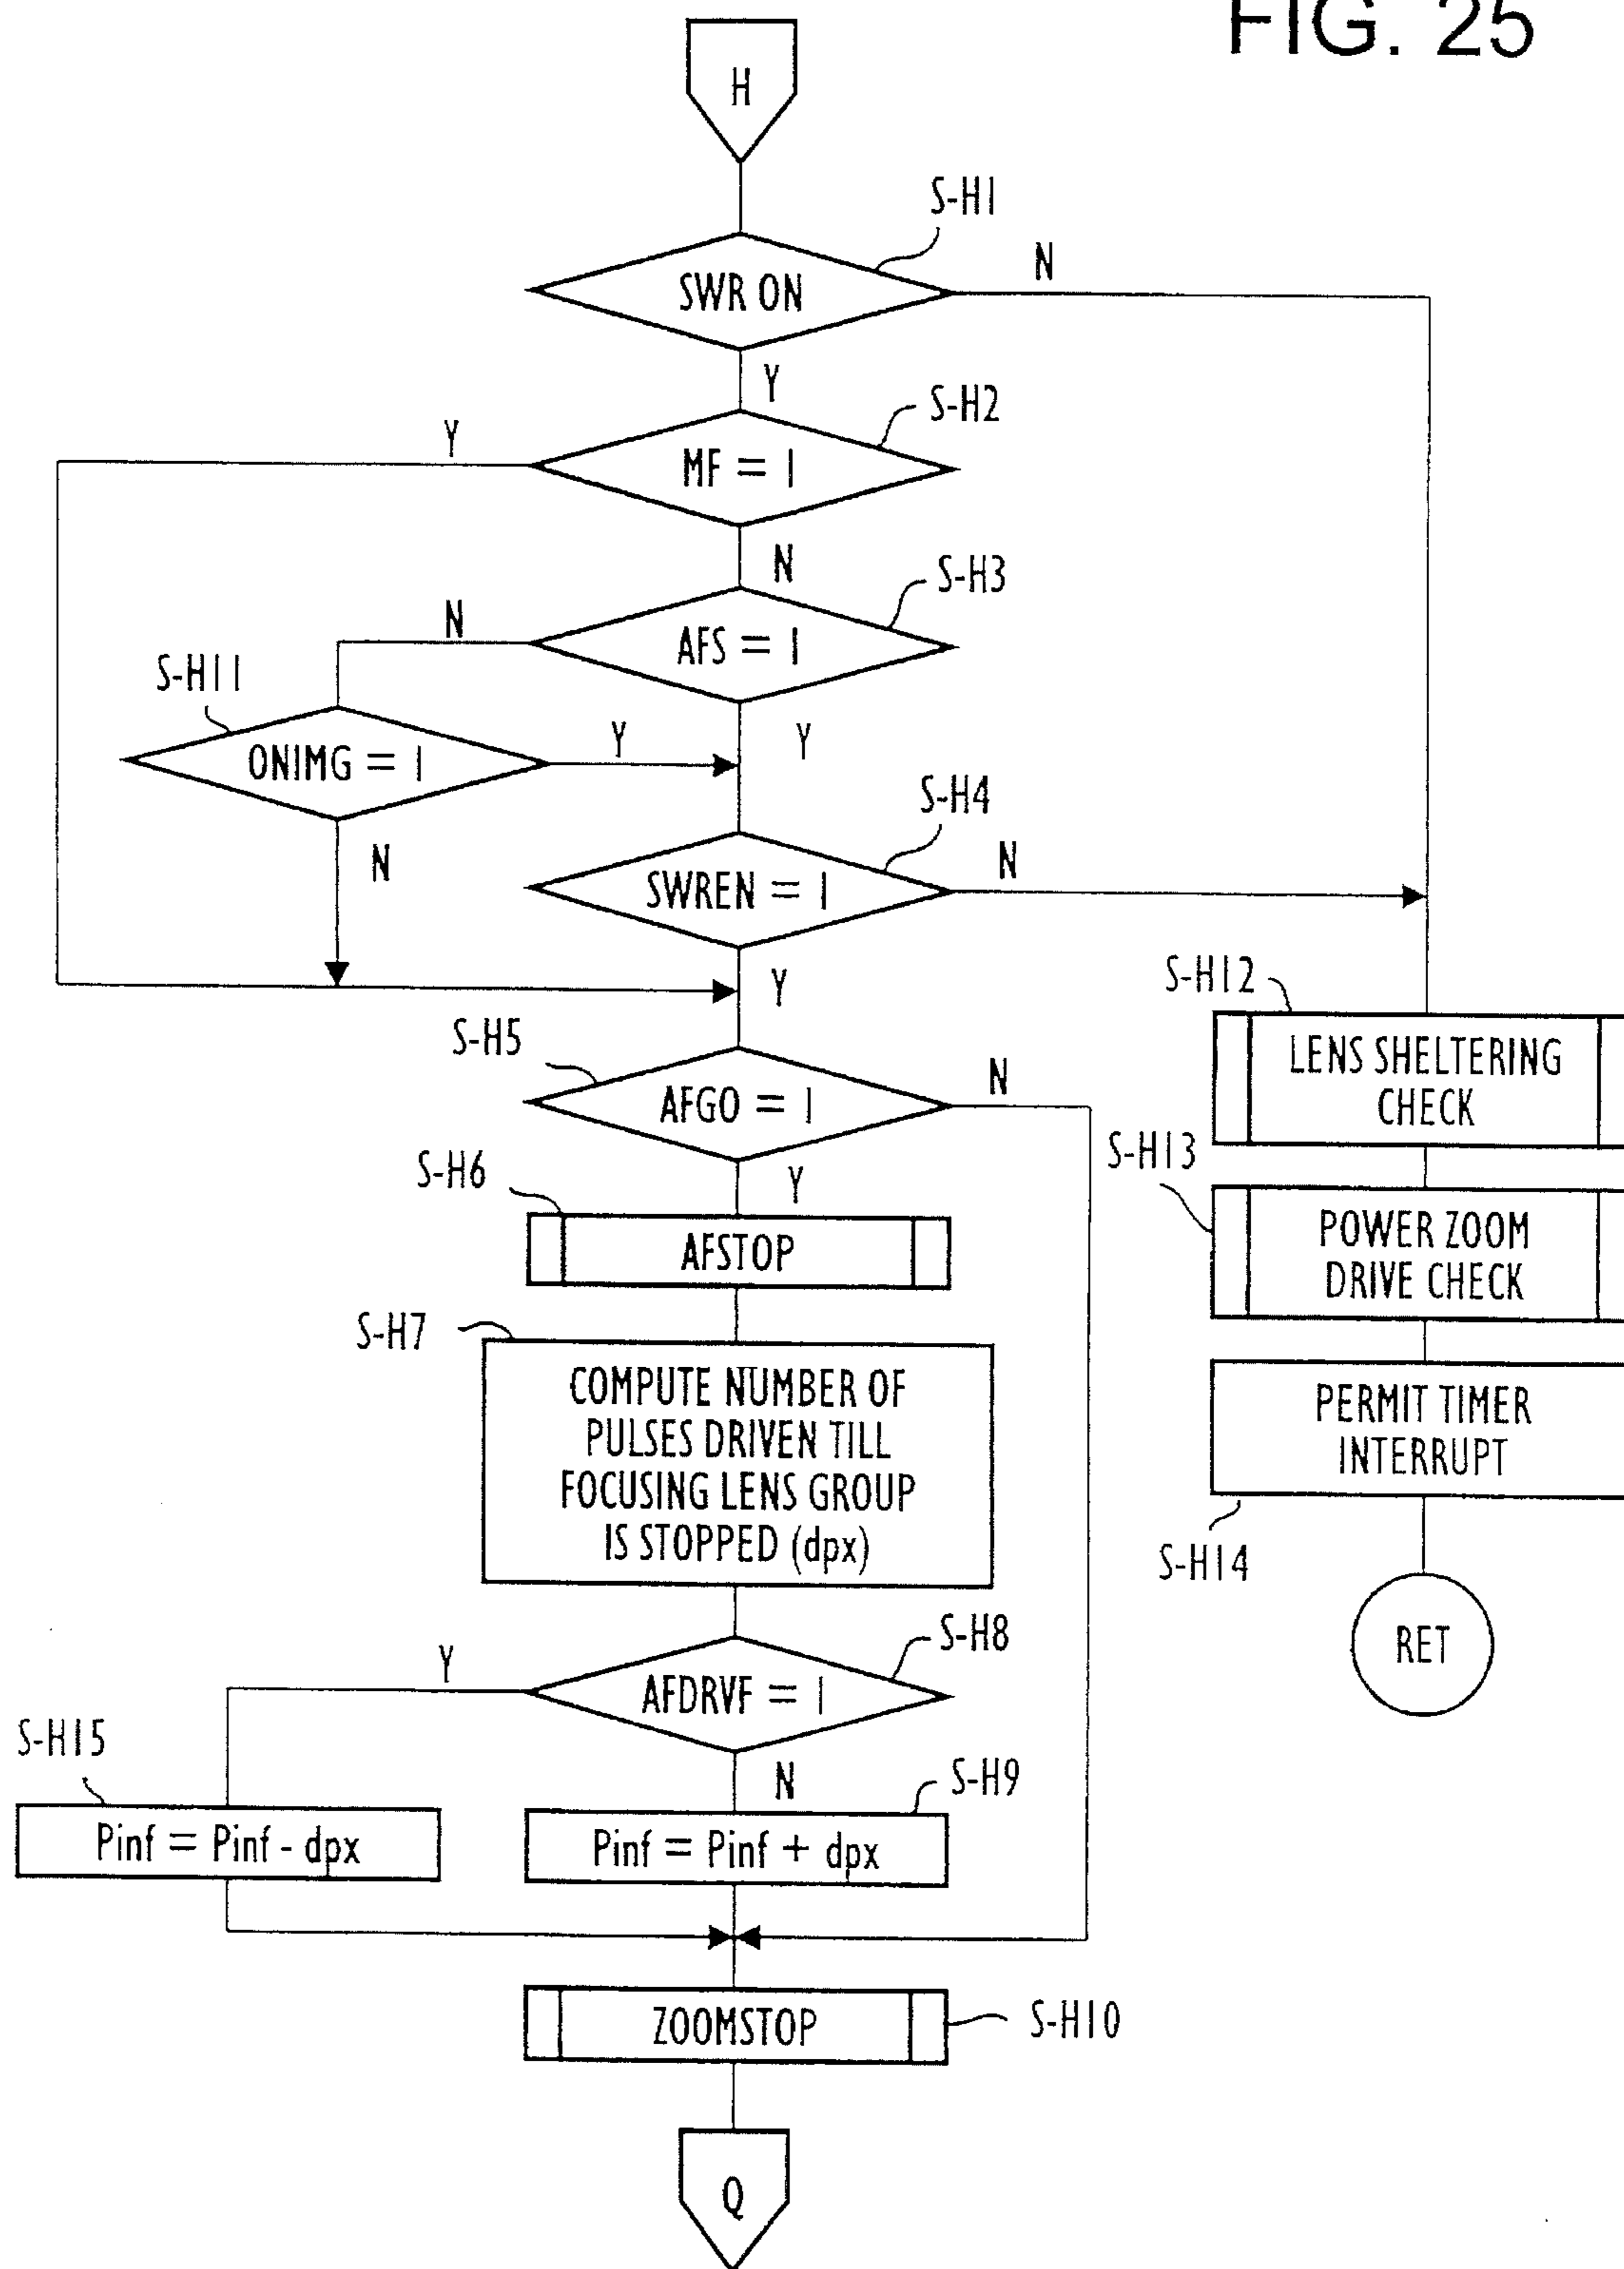 FIG. 25
H
S-H1
SWR ON
N
Y
S-H2
MF = 1
Y
N
S-H3
AFS = 1
N
Y
S-H11
ONIMG = 1
Y
N
S-H4
SWREN = 1
N
Y
S-H5
AFGO = 1
N
Y
S-H6
AFSTOP
S-H7
COMPUTE NUMBER OF
PULSES DRIVEN TILL
FOCUSING LENS GROUP
IS STOPPED (dpx)
S-H8
AFDRVF = 1
Y
N
S-H15
Pinf = Pinf - dpx
S-H9
Pinf = Pinf + dpx
ZOOMSTOP
S-H10
Q
S-H12
LENS SHELTERING
CHECK
S-H13
POWER ZOOM
DRIVE CHECK
PERMIT TIMER
INTERRUPT
S-H14
RET